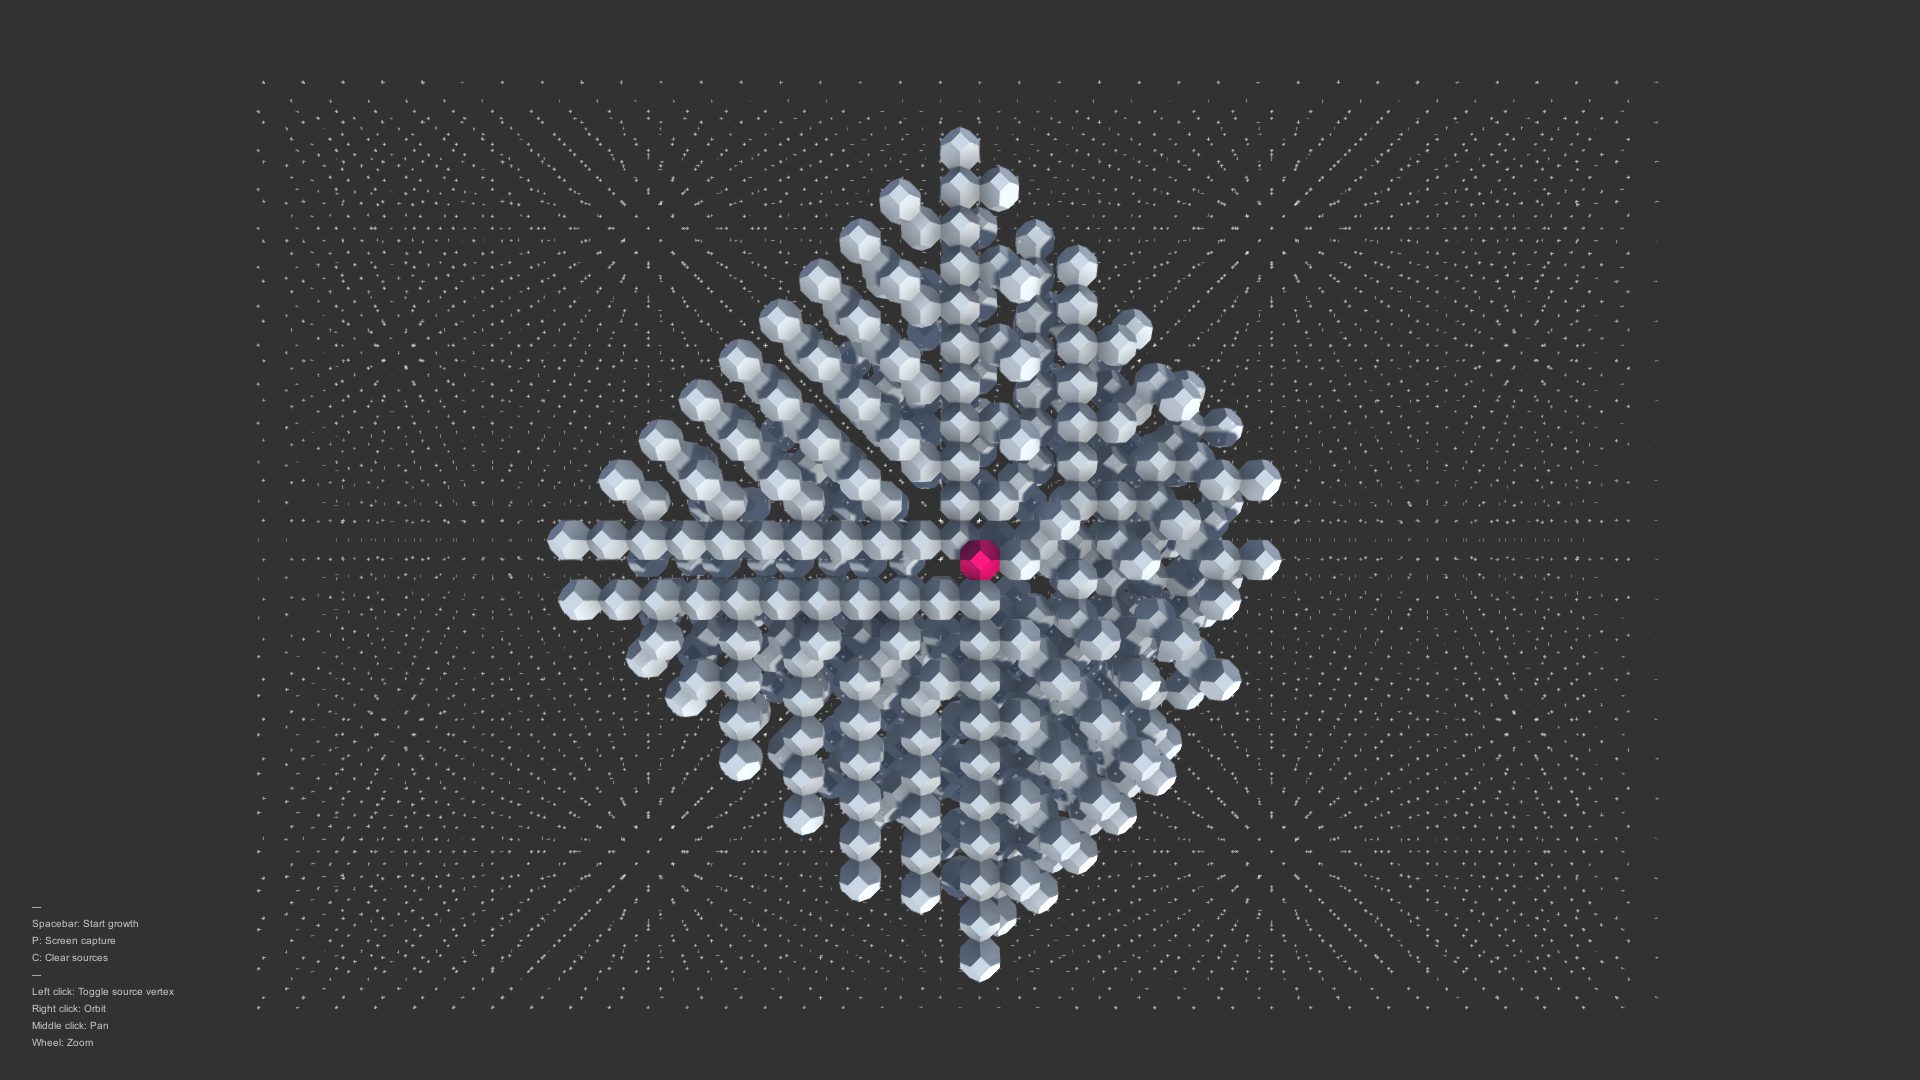 —
Spacebar: Start growth
P: Screen capture
C: Clear sources
—
Left click: Toggle source vertex
Right click: Orbit
Middle click: Pan
Wheel: Zoom